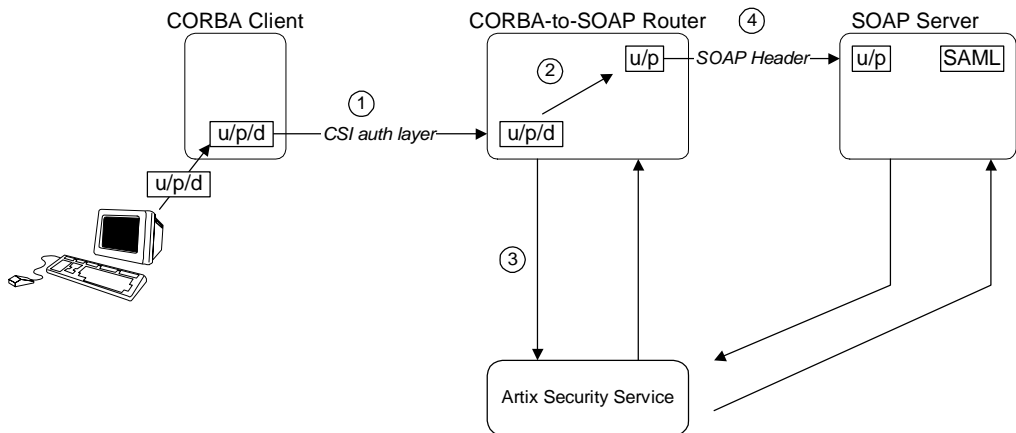 CORBA Client
CORBA-to-SOAP Router
4
SOAP Server
u/p
SOAP Header
u/p
SAML
2
1
u/p/d
CSI auth layer
u/p/d
u/p/d
3
Artix Security Service